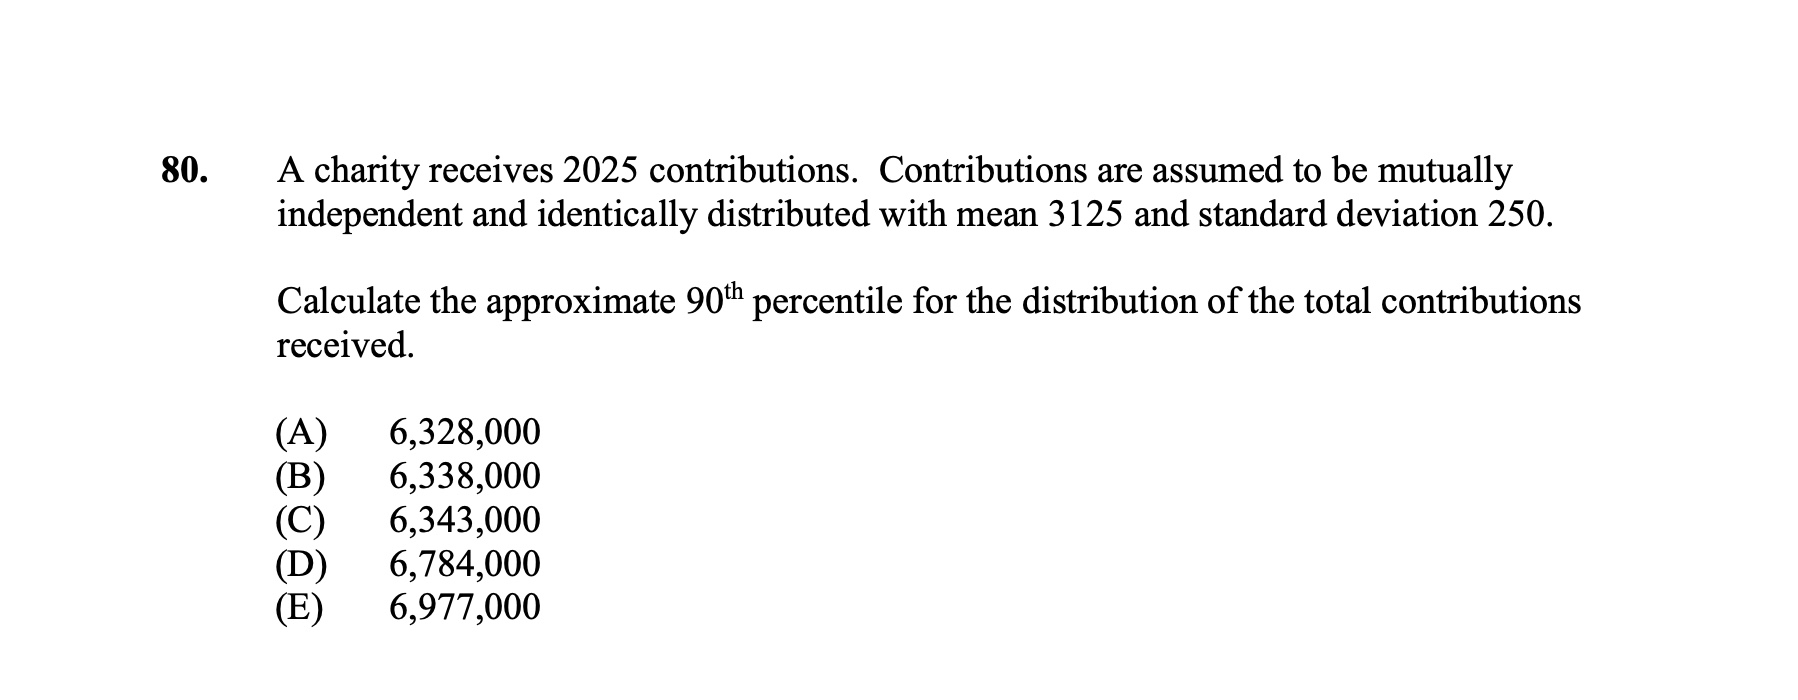 80. A charity receives 2025 contributions. Contributions are assumed to be mutually
independent and identically distributed with mean 3125 and standard deviation 250.
Calculate the approximate 90th percentile for the distribution of the total contributions
received.
(A) 6,328,000
(B) 6,338,000
(C) 6,343,000
(D) 6,784,000
(E) 6,977,000